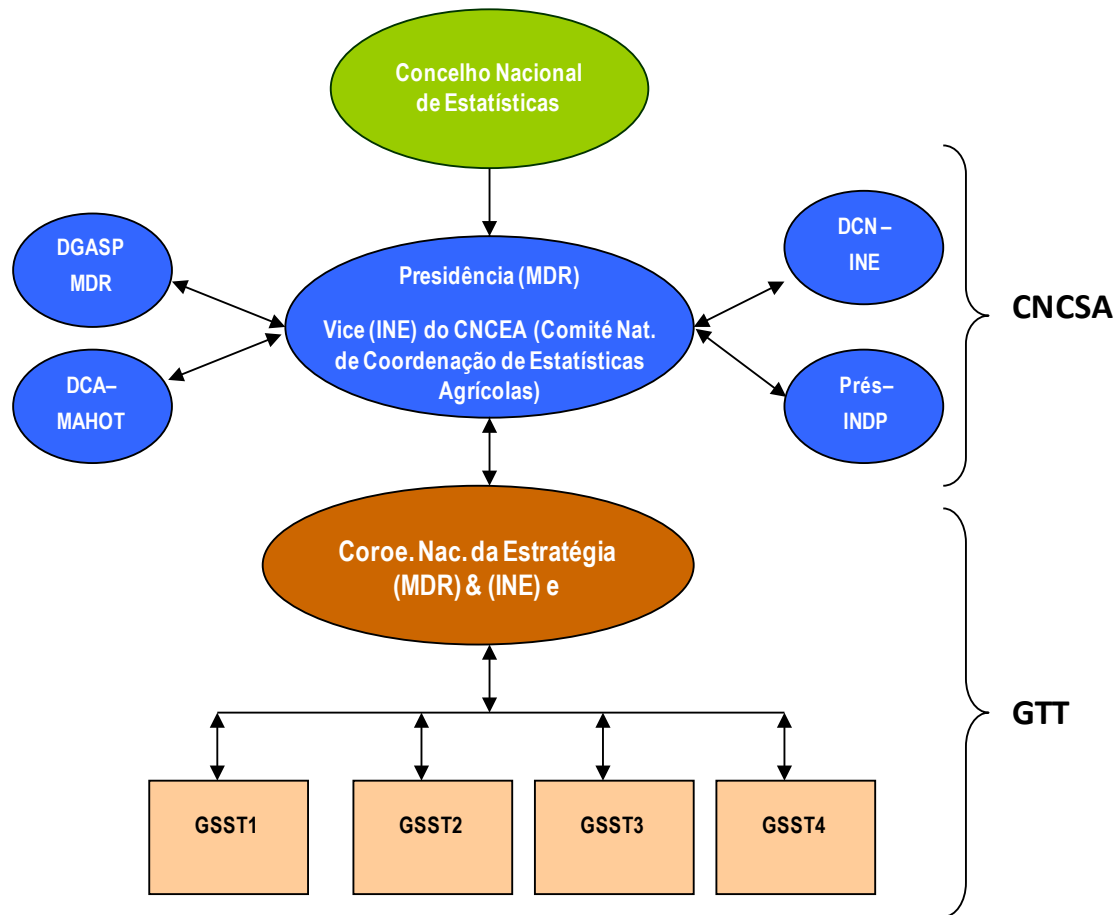 Concelho Nacional
de Estatísticas
DGASP
MDR
DCA–
MAHOT
Presidência (MDR)
Vice (INE) do CNCEA (Comité Nat.
de Coordenação de Estatísticas
Agrícolas)
DCN –
INE
Prés–
INDP
CNCSA
Coroe. Nac. da Estratégia
(MDR) & (INE) e
GTT
GSST1
GSST2
GSST3
GSST4